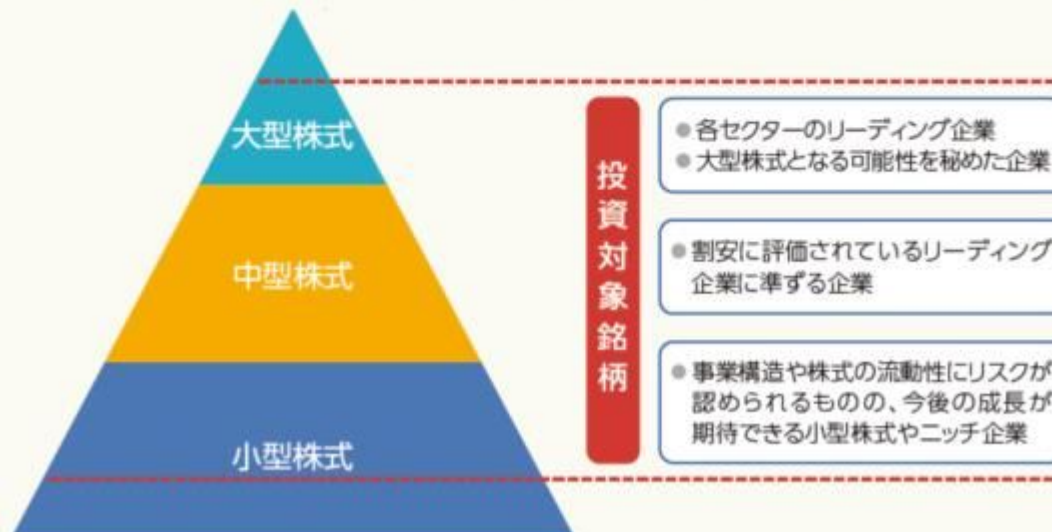 大型株式
中型株式
小型株式
投資対象銘柄
●各セクターのリーディング企業
●大型株式となる可能性を秘めた企業
●割安に評価されているリーディング
企業に準ずる企業
●事業構造や株式の流動性にリスクが
認められるものの、今後の成長が
期待できる小型株式やニッチ企業